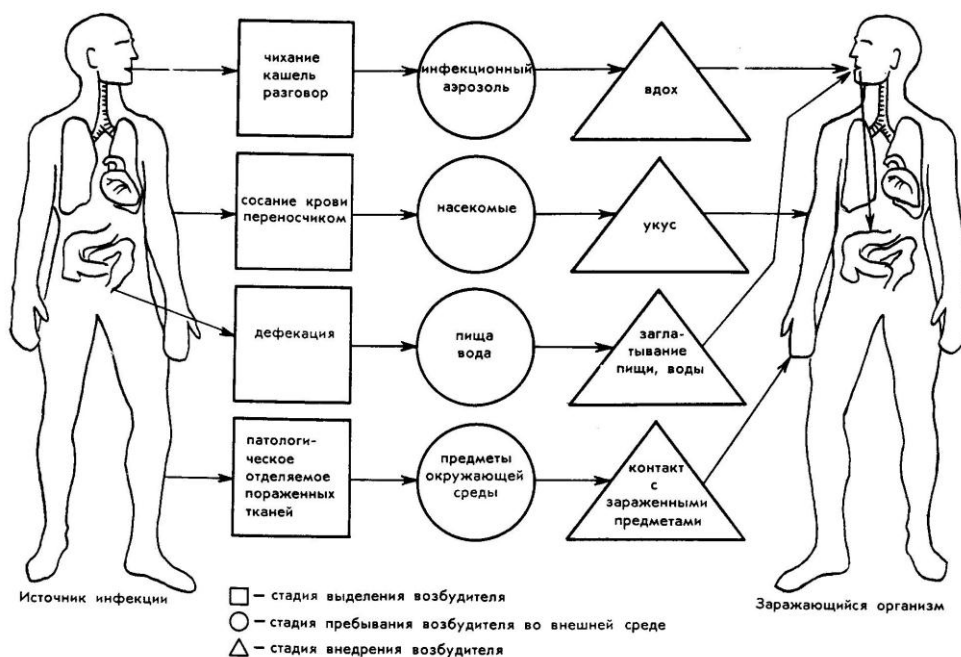 чихание
кашель
разговор
инфекционный
аэрозоль
вдох
сосание крови
переносчиком
насекомые
укус
дефекация
пища
вода
загла-
тывание
пищи, воды
патологи-
ческое
отделяемое
пораженных
тканей
предметы
окружающей
среды
контакт
с
зараженными
предметами
Источник инфекции
Заражающийся организм
– стадия выделения возбудителя
– стадия пребывания возбудителя во внешней среде
– стадия внедрения возбудителя